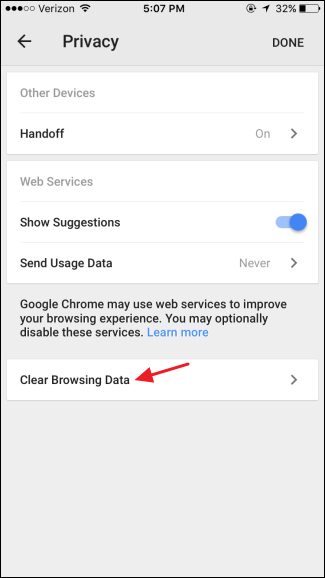 Verizon 5:07 PM 32%
Privacy DONE
Other Devices
Handoff On
Web Services
Show Suggestions
Send Usage Data Never
Google Chrome may use web services to improve
your browsing experience. You may optionally
disable these services. Learn more
Clear Browsing Data